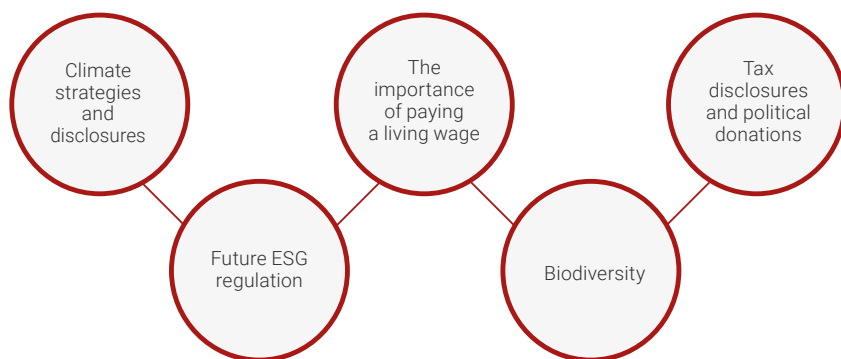 Climate
strategies
and
disclosures
Future ESG
regulation
The
importance
of paying
a living wage
Biodiversity
Tax
disclosures
and political
donations